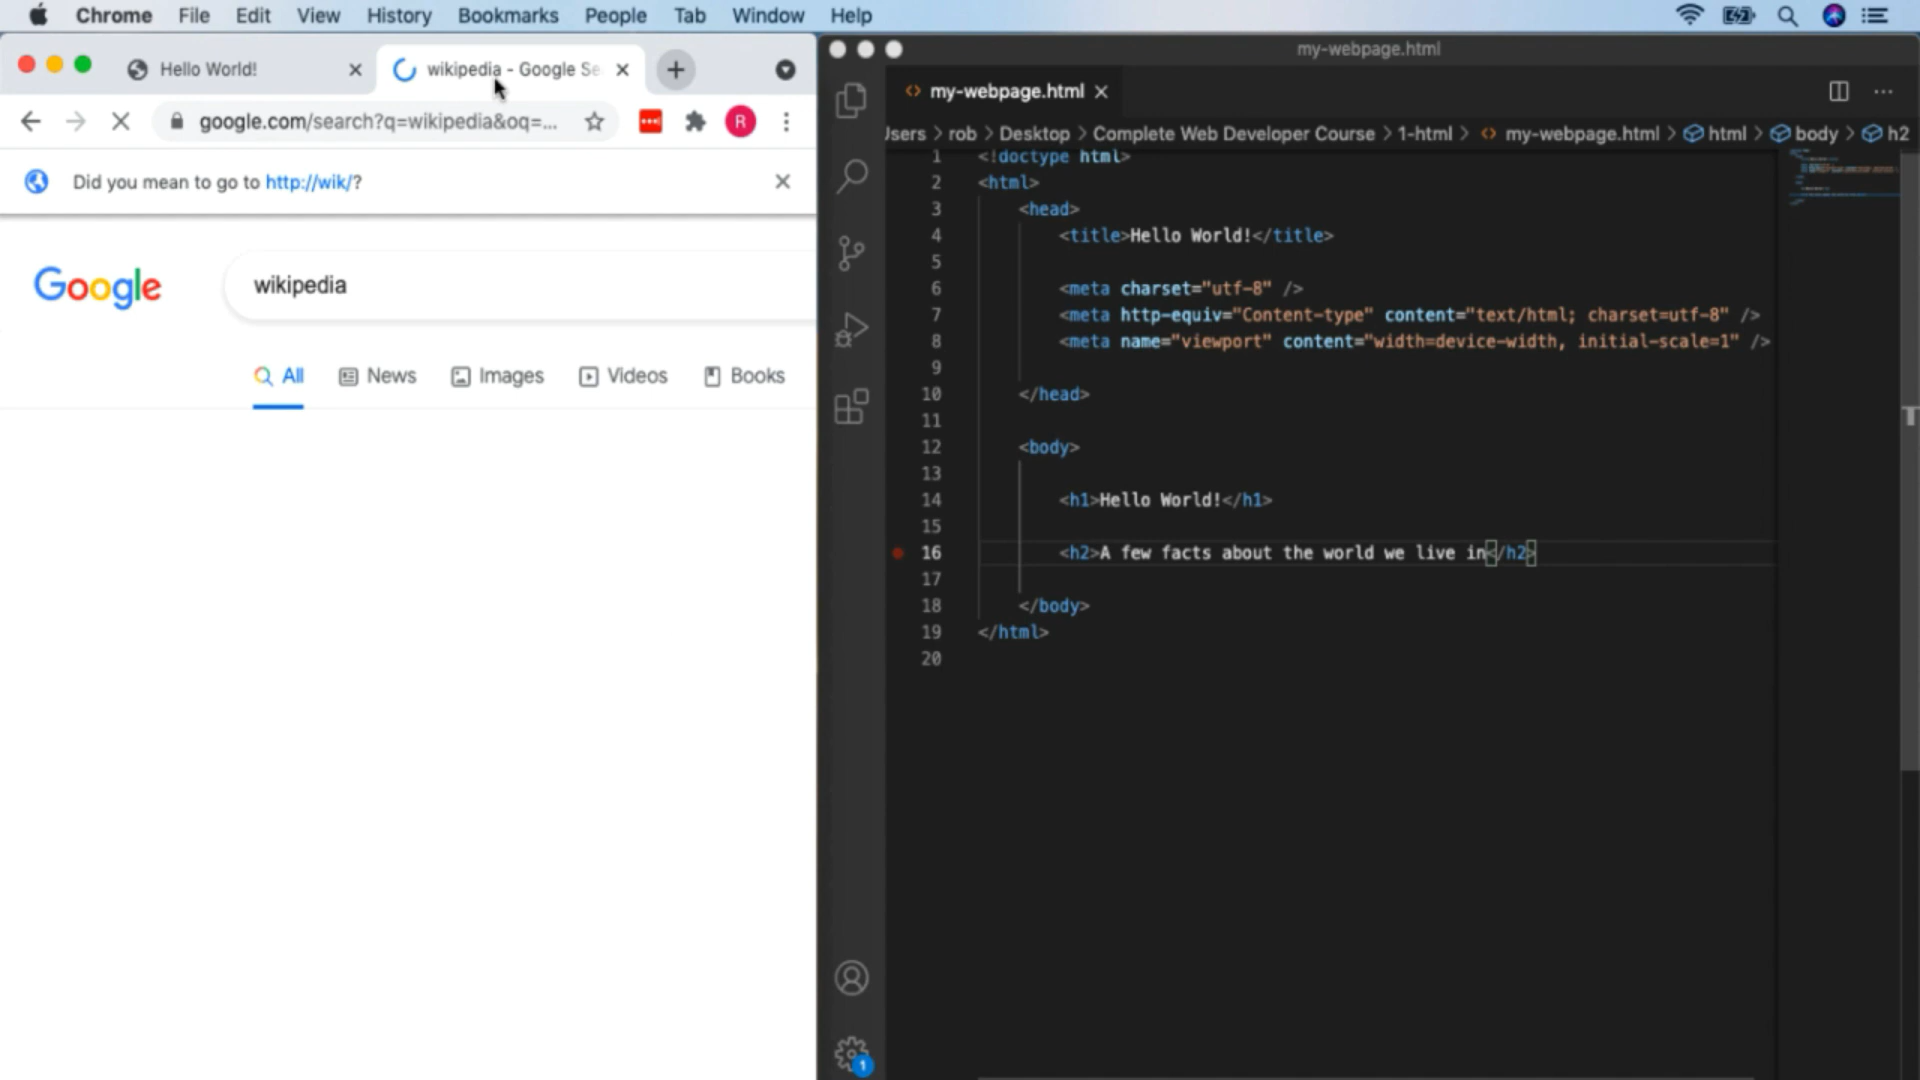 Chrome File Edit View History Bookmarks People Tab Window Help
Hello World!
wikipedia - Google Se
google.com/search?q=wikipedia&oq=...
R
Did you mean to go to http://wik/?
Google
wikipedia
All News Images Videos Books
my-webpage.html
my-webpage.html
Jsers > rob > Desktop > Complete Web Developer Course > 1-html > my-webpage.html > html > body > h2
1 <!doctype html>
2 <html>
3 <head>
4 <title>Hello World!</title>
5
6 <meta charset="utf-8" />
7 <meta http-equiv="Content-type" content="text/html; charset=utf-8" />
8 <meta name="viewport" content="width=device-width, initial-scale=1" />
9
10 </head>
11
12 <body>
13
14 <h1>Hello World!</h1>
15
16 <h2>A few facts about the world we live in</h2>
17
18 </body>
19 </html>
20
1